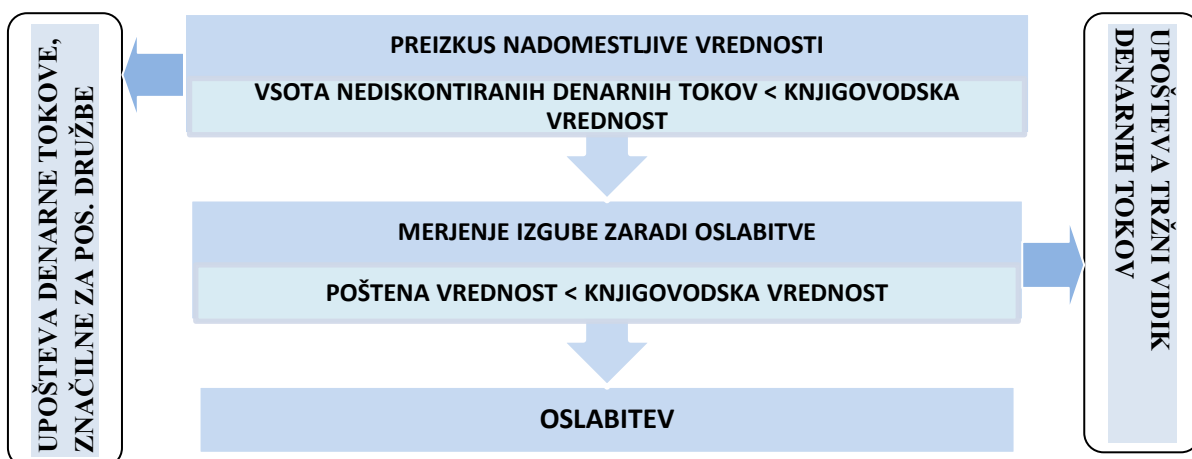 UPOŠTEVA DENARNE TOKOVE,
ZNAČILNE ZA POS. DRUŽBE
PREIZKUS NADOMESTLJIVE VREDNOSTI
VSOTA NEDISKONTIRANIH DENARNIH TOKOV < KNJIGOVODSKA
VREDNOST
MERJENJE IZGUBE ZARADI OSLABITVE
POŠTENA VREDNOST < KNJIGOVODSKA VREDNOST
OSLABITEV
UPOŠTEVA TRŽNI VIDIK
DENARNIH TOKOV